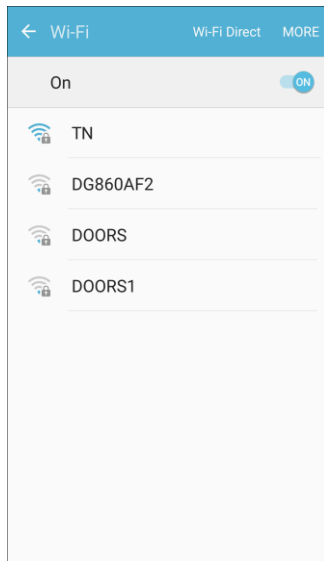 Wi-Fi Wi-Fi Direct MORE
On ON
TN
DG860AF2
DOORS
DOORS1